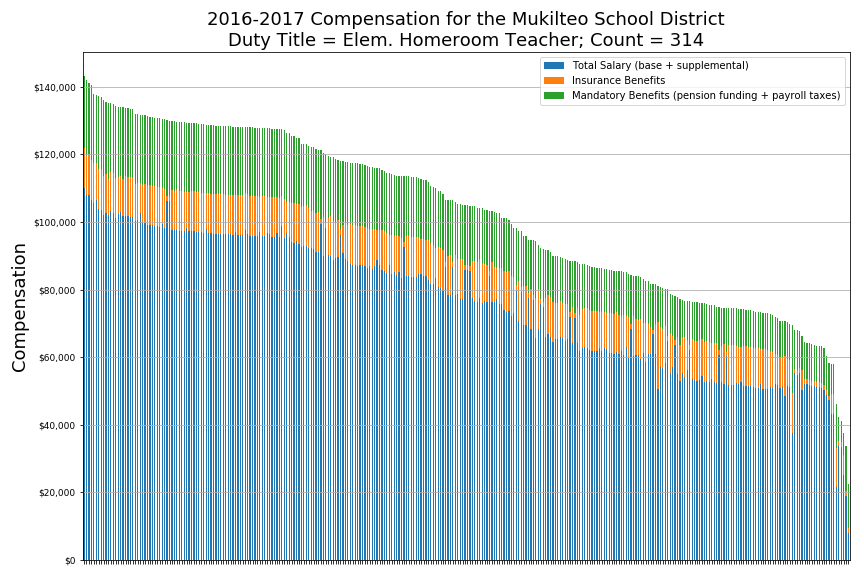 2016-2017 Compensation for the Mukilteo School District
Duty Title = Elem. Homeroom Teacher; Count = 314
Total Salary (base + supplemental)
Insurance Benefits
Mandatory Benefits (pension funding + payroll taxes)
Compensation
$140,000
$120,000
$100,000
$80,000
$60,000
$40,000
$20,000
$0